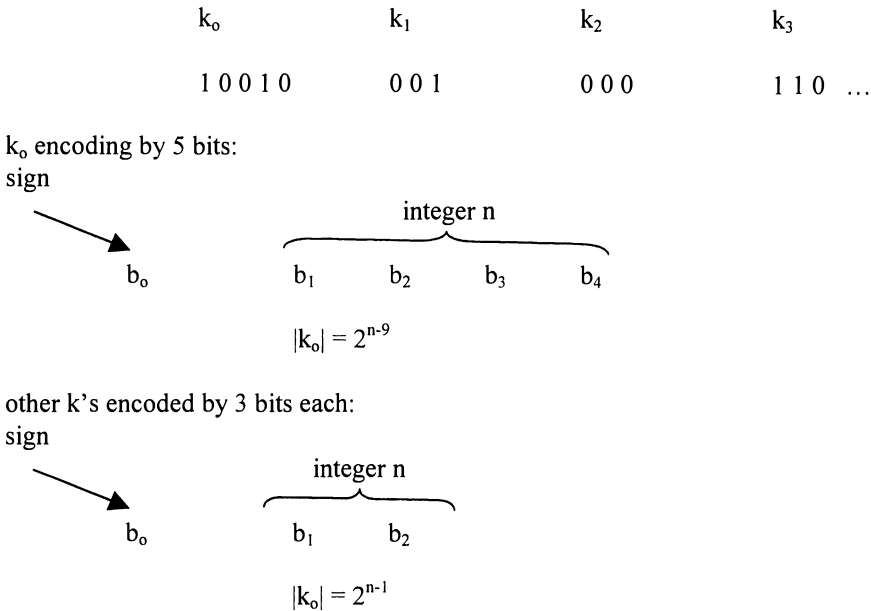 kₒ k₁ k₂ k₃
1 0 0 1 0 0 0 1 0 0 0 1 1 0 ...
kₒ encoding by 5 bits:
sign
integer n
bₒ b₁ b₂ b₃ b₄
|kₒ| = 2ⁿ⁻⁹
other k's encoded by 3 bits each:
sign
integer n
bₒ b₁ b₂
|kₒ| = 2ⁿ⁻¹